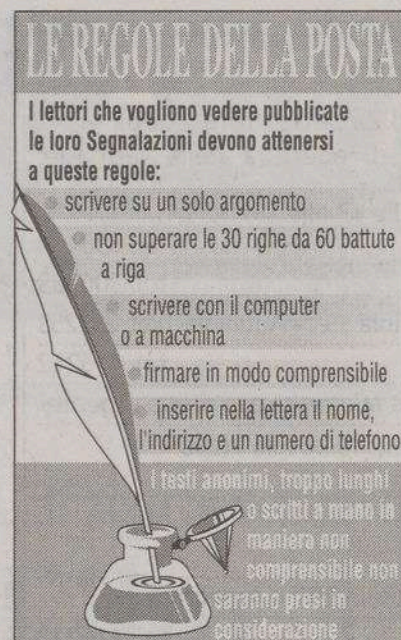 LE REGOLE DELLA POSTA
I lettori che vogliono vedere pubblicate
le loro Segnalazioni devono attenersi
a queste regole:
scrivere su un solo argomento
non superare le 30 righe da 60 battute
a riga
scrivere con il computer
o a macchina
firmare in modo comprensibile
inserire nella lettera il nome,
l'indirizzo e un numero di telefono
I testi anonimi, troppo lunghi
o scritti a mano in
maniera non
comprensibile non
saranno presi in
considerazione